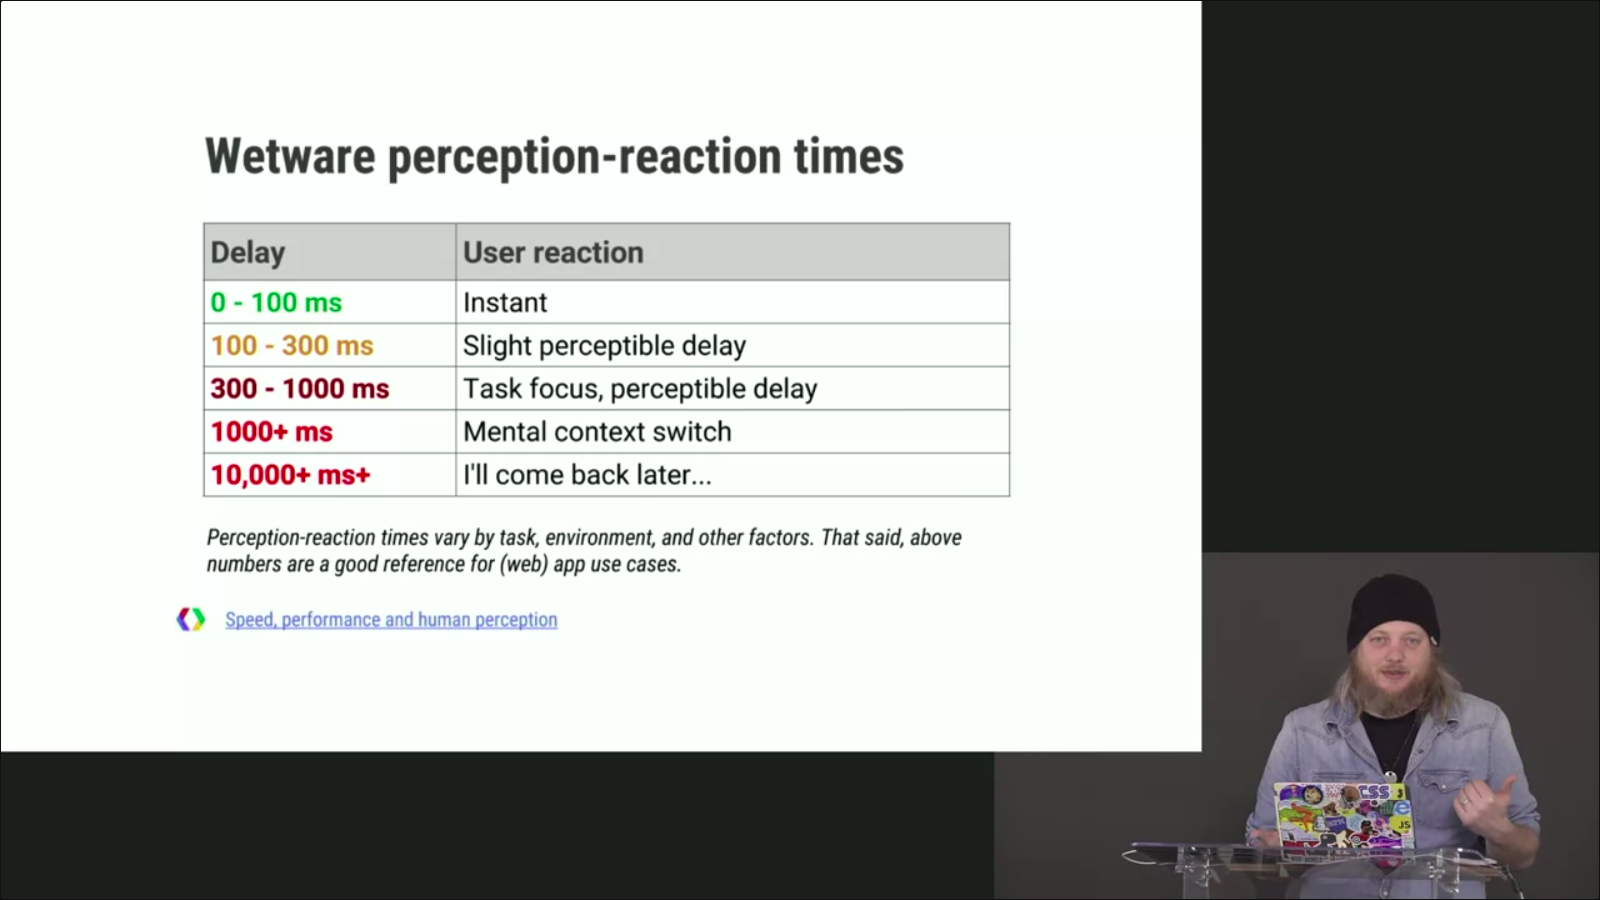 Wetware perception-reaction times
Delay User reaction
0 - 100 ms Instant
100 - 300 ms Slight perceptible delay
300 - 1000 ms Task focus, perceptible delay
1000+ ms Mental context switch
10,000+ ms+ I'll come back later...
Perception-reaction times vary by task, environment, and other factors. That said, above
numbers are a good reference for (web) app use cases.
Speed, performance and human perception
CSS
JS